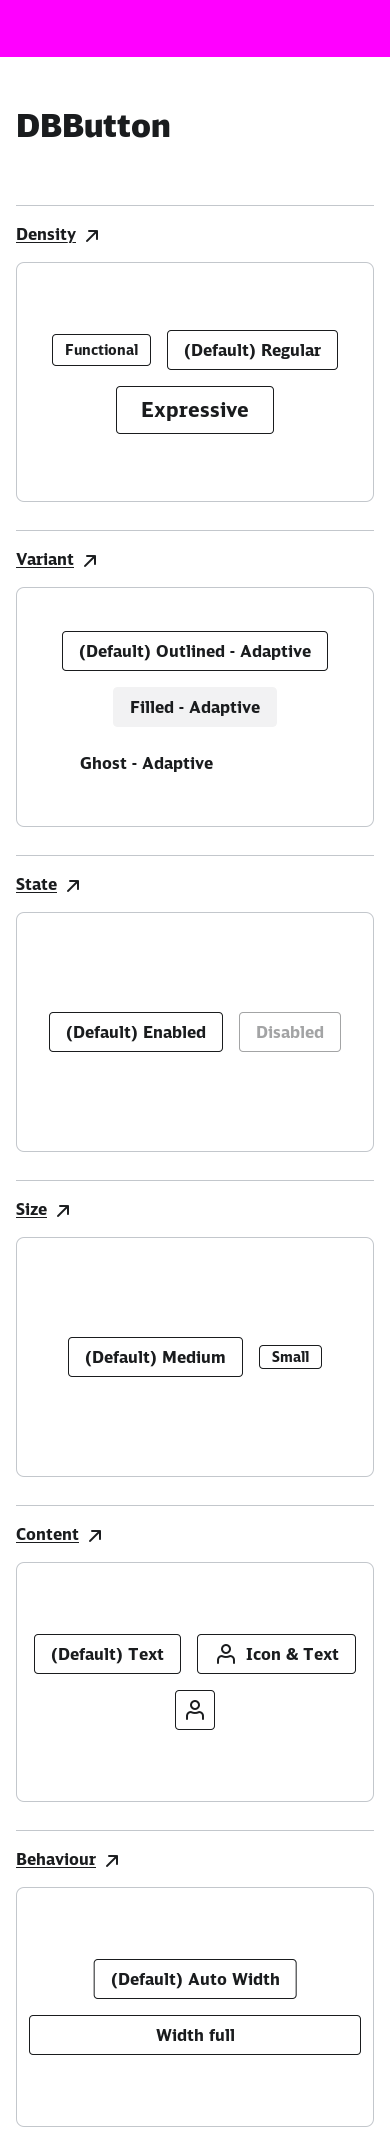 DBButton
Density
Functional
(Default) Regular
Expressive
Variant
(Default) Outlined - Adaptive
Filled - Adaptive
Ghost - Adaptive
State
(Default) Enabled
Disabled
Size
(Default) Medium
Small
Content
(Default) Text
Icon & Text
Behaviour
(Default) Auto Width
Width full